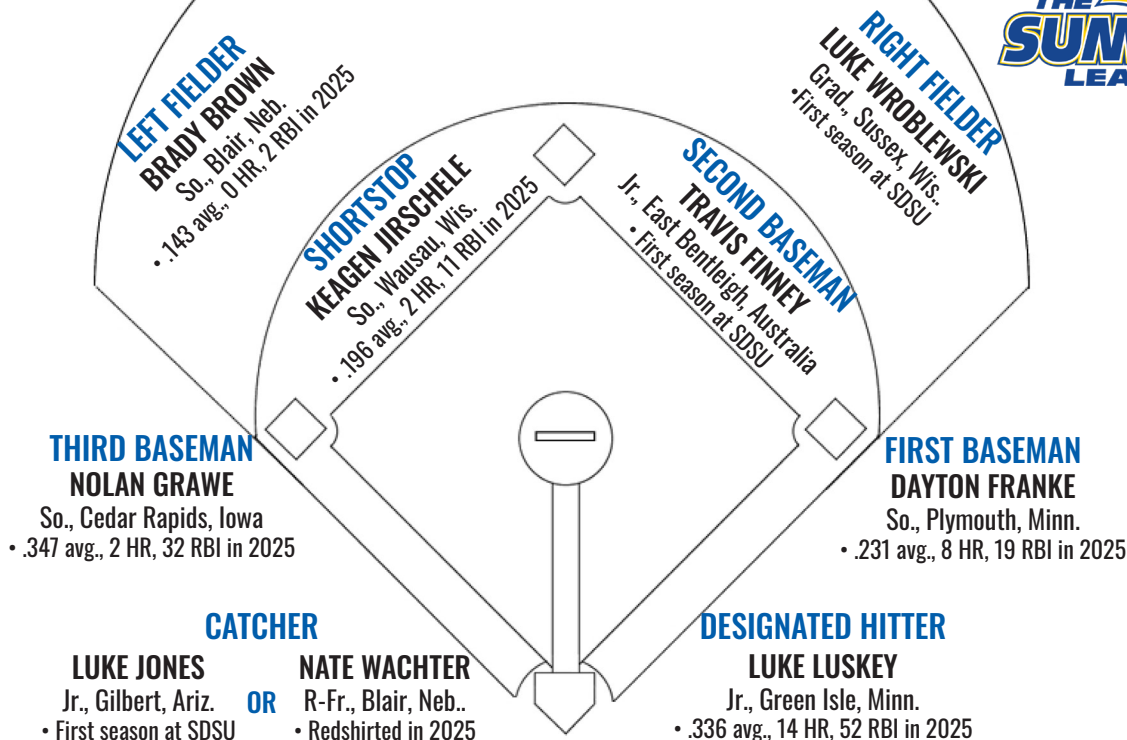 THE
LEFT FIELDER
BRADY BROWN
So., Blair, Neb.
• .143 avg., 0 HR, 2 RBI in 2025
RIGHT FIELDER
LUKE WROBLEWSKI
Grad., Sussex, Wis..
•First season at SDSU
SHORTSTOP
KEAGEN JIRSCHELE
So., Wausau, Wis.
• .196 avg., 2 HR, 11 RBI in 2025
SECOND BASEMAN
TRAVIS FINNEY
Jr., East Bentleigh, Australia
• First season at SDSU
THIRD BASEMAN
NOLAN GRAWE
So., Cedar Rapids, Iowa
• .347 avg., 2 HR, 32 RBI in 2025
FIRST BASEMAN
DAYTON FRANKE
So., Plymouth, Minn.
• .231 avg., 8 HR, 19 RBI in 2025
CATCHER
LUKE JONES
Jr., Gilbert, Ariz.
• First season at SDSU
OR
NATE WACHTER
R-Fr., Blair, Neb..
• Redshirted in 2025
DESIGNATED HITTER
LUKE LUSKEY
Jr., Green Isle, Minn.
• .336 avg., 14 HR, 52 RBI in 2025